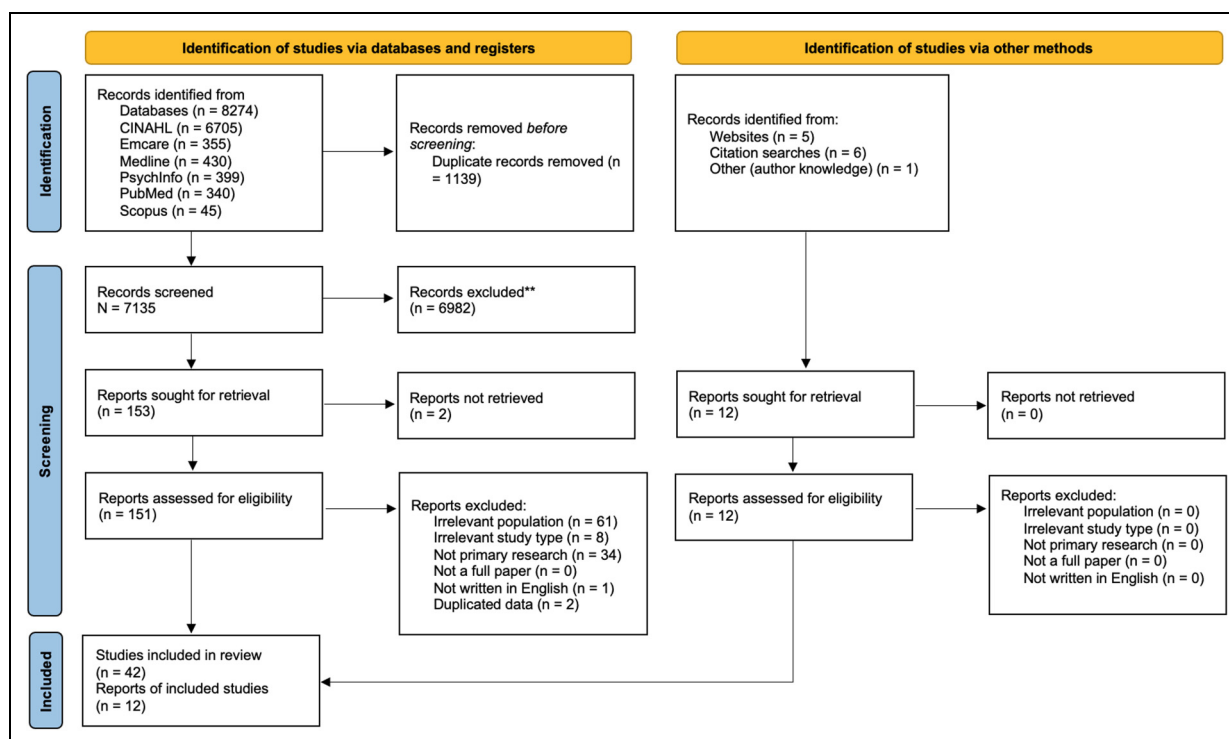 Identification of studies via databases and registers
Identification of studies via other methods
Identification
Records identified from
Databases (n = 8274)
CINAHL (n = 6705)
Emcare (n = 355)
Medline (n = 430)
PsychInfo (n = 399)
PubMed (n = 340)
Scopus (n = 45)
Records removed before
screening:
Duplicate records removed (n
= 1139)
Records identified from:
Websites (n = 5)
Citation searches (n = 6)
Other (author knowledge) (n = 1)
Screening
Records screened
N = 7135
Records excluded**
(n = 6982)
Reports sought for retrieval
(n = 153)
Reports not retrieved
(n = 2)
Reports sought for retrieval
(n = 12)
Reports not retrieved
(n = 0)
Reports assessed for eligibility
(n = 151)
Reports excluded:
Irrelevant population (n = 61)
Irrelevant study type (n = 8)
Not primary research (n = 34)
Not a full paper (n = 0)
Not written in English (n = 1)
Duplicated data (n = 2)
Reports assessed for eligibility
(n = 12)
Reports excluded:
Irrelevant population (n = 0)
Irrelevant study type (n = 0)
Not primary research (n = 0)
Not a full paper (n = 0)
Not written in English (n = 0)
Included
Studies included in review
(n = 42)
Reports of included studies
(n = 12)